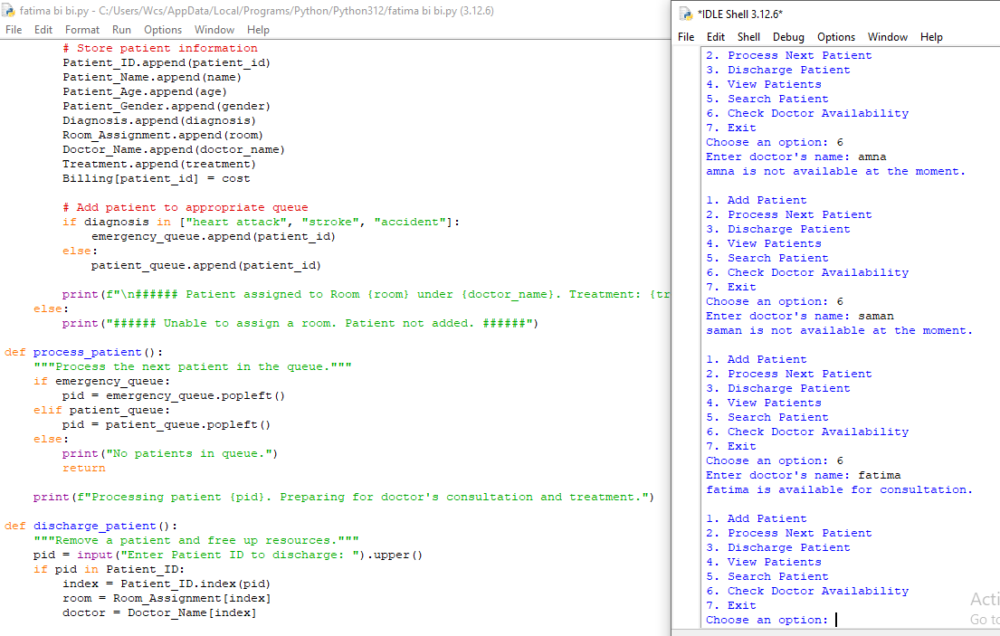 fatima bi bi.py - C:/Users/Wcs/AppData/Local/Programs/Python/Python312/fatima bi bi.py (3.12.6)
File Edit Format Run Options Window Help
# Store patient information
Patient_ID.append(patient_id)
Patient_Name.append(name)
Patient_Age.append(age)
Patient_Gender.append(gender)
Diagnosis.append(diagnosis)
Room_Assignment.append(room)
Doctor_Name.append(doctor_name)
Treatment.append(treatment)
Billing[patient_id] = cost
# Add patient to appropriate queue
if diagnosis in ["heart attack", "stroke", "accident"]:
emergency_queue.append(patient_id)
else:
patient_queue.append(patient_id)
print(f"\n###### Patient assigned to Room {room} under {doctor_name}. Treatment: {tr
else:
print("###### Unable to assign a room. Patient not added. ######")
def process_patient():
"""Process the next patient in the queue."""
if emergency_queue:
pid = emergency_queue.popleft()
elif patient_queue:
pid = patient_queue.popleft()
else:
print("No patients in queue.")
return
print(f"Processing patient {pid}. Preparing for doctor's consultation and treatment.")
def discharge_patient():
"""Remove a patient and free up resources."""
pid = input("Enter Patient ID to discharge: ").upper()
if pid in Patient_ID:
index = Patient_ID.index(pid)
room = Room_Assignment[index]
doctor = Doctor_Name[index]
*IDLE Shell 3.12.6*
File Edit Shell Debug Options Window Help
2. Process Next Patient
3. Discharge Patient
4. View Patients
5. Search Patient
6. Check Doctor Availability
7. Exit
Choose an option: 6
Enter doctor's name: amna
amna is not available at the moment.
1. Add Patient
2. Process Next Patient
3. Discharge Patient
4. View Patients
5. Search Patient
6. Check Doctor Availability
7. Exit
Choose an option: 6
Enter doctor's name: saman
saman is not available at the moment.
1. Add Patient
2. Process Next Patient
3. Discharge Patient
4. View Patients
5. Search Patient
6. Check Doctor Availability
7. Exit
Choose an option: 6
Enter doctor's name: fatima
fatima is available for consultation.
1. Add Patient
2. Process Next Patient
3. Discharge Patient
4. View Patients
5. Search Patient
6. Check Doctor Availability
7. Exit
Choose an option:
Acti
Go to